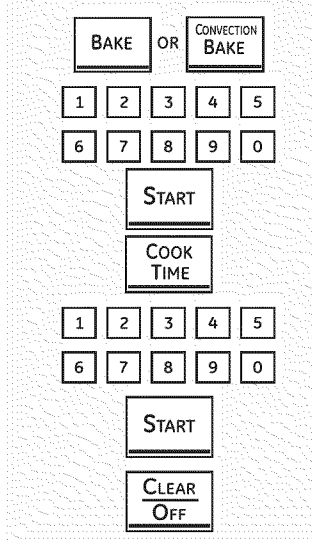 BAKE OR CONVECTION BAKE
1 2 3 4 5
6 7 8 9 0
START
COOK
TIME
1 2 3 4 5
6 7 8 9 0
START
CLEAR
OFF